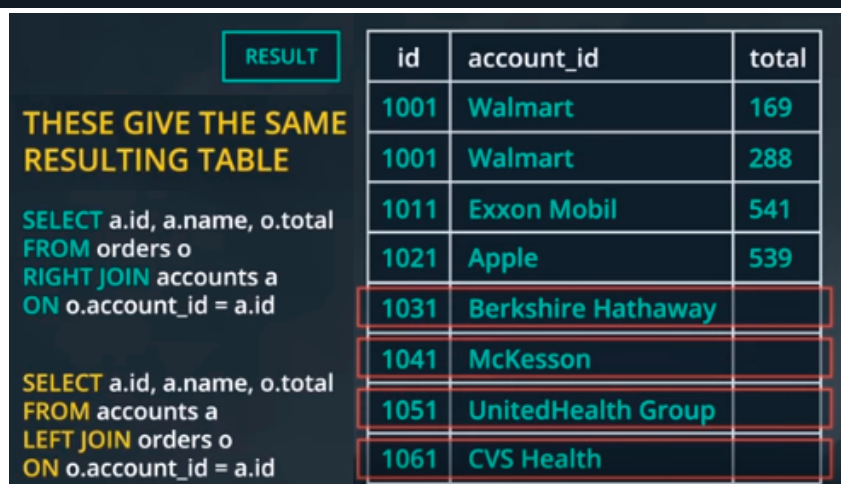 RESULT
THESE GIVE THE SAME
RESULTING TABLE
SELECT a.id, a.name, o.total
FROM orders o
RIGHT JOIN accounts a
ON o.account_id = a.id
SELECT a.id, a.name, o.total
FROM accounts a
LEFT JOIN orders o
ON o.account_id = a.id
id account_id total
1001 Walmart 169
1001 Walmart 288
1011 Exxon Mobil 541
1021 Apple 539
1031 Berkshire Hathaway
1041 McKesson
1051 UnitedHealth Group
1061 CVS Health